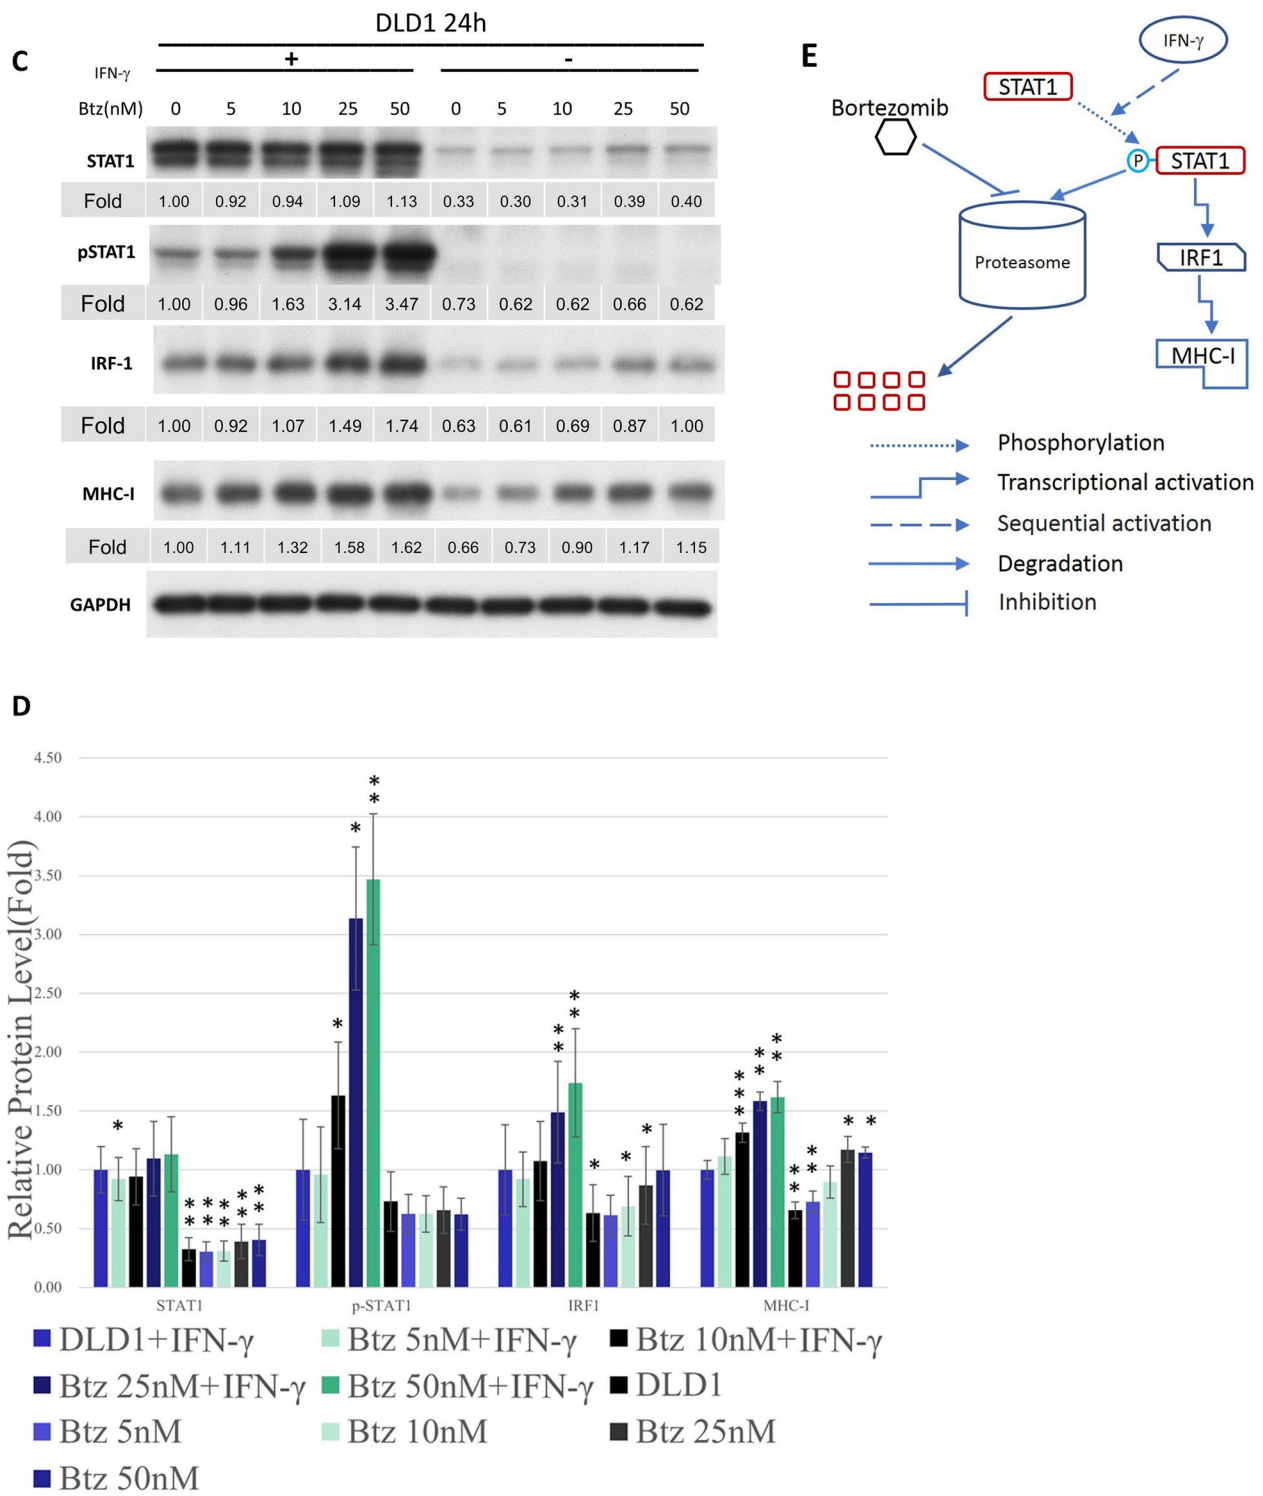 DLD1 24h
C
IFN-γ + -
Btz(nM) 0 5 10 25 50 0 5 10 25 50
STAT1
Fold 1.00 0.92 0.94 1.09 1.13 0.33 0.30 0.31 0.39 0.40
pSTAT1
Fold 1.00 0.96 1.63 3.14 3.47 0.73 0.62 0.62 0.66 0.62
IRF-1
Fold 1.00 0.92 1.07 1.49 1.74 0.63 0.61 0.69 0.87 1.00
MHC-I
Fold 1.00 1.11 1.32 1.58 1.62 0.66 0.73 0.90 1.17 1.15
GAPDH
E
IFN-γ
STAT1
Bortezomib
P
STAT1
Proteasome
IRF1
MHC-I
Phosphorylation
Transcriptional activation
Sequential activation
Degradation
Inhibition
D
Relative Protein Level(Fold)
4.50
4.00
3.50
3.00
2.50
2.00
1.50
1.00
0.50
0.00
* ** ** ** ** ** * * ** ** ** * * * *** ** ** ** ** * *
STAT1 p-STAT1 IRF1 MHC-I
DLD1+IFN-γ Btz 5nM+IFN-γ Btz 10nM+IFN-γ
Btz 25nM+IFN-γ Btz 50nM+IFN-γ DLD1
Btz 5nM Btz 10nM Btz 25nM
Btz 50nM